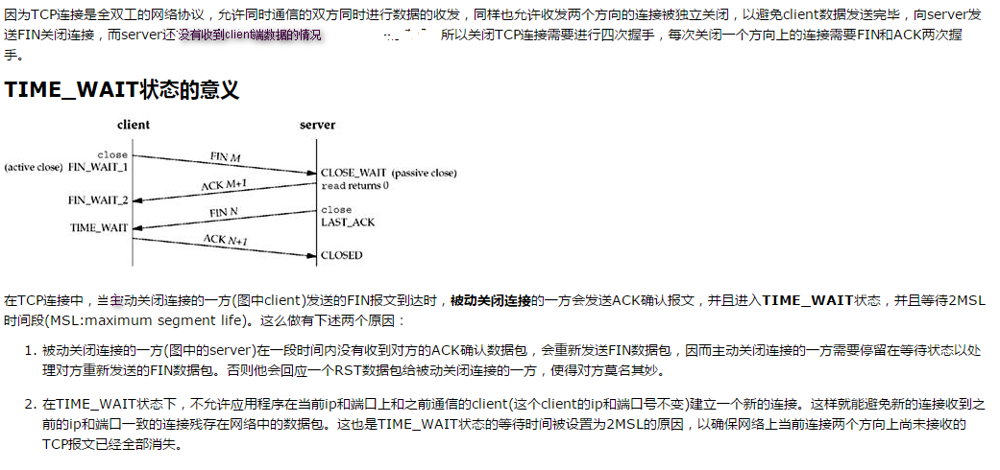 因为TCP连接是全双工的网络协议，允许同时通信的双方同时进行数据的收发，同样也允许收发两个方向的连接被独立关闭，以避免client数据发送完毕，向server发
送FIN关闭连接，而server还没有收到client端数据的情况 所以关闭TCP连接需要进行四次握手，每次关闭一个方向上的连接需要FIN和ACK两次握
手。
TIME_WAIT状态的意义
client server
close
FIN M
(active close) FIN_WAIT_1
CLOSE_WAIT (passive close)
ACK M+1
read returns 0
FIN_WAIT_2
FIN N
close
LAST_ACK
TIME_WAIT
ACK N+1
CLOSED
在TCP连接中，当主动关闭连接的一方(图中client)发送的FIN报文到达时，被动关闭连接的一方会发送ACK确认报文，并且进入TIME_WAIT状态，并且等待2MSL
时间段(MSL:maximum segment life)。这么做有下述两个原因：
1. 被动关闭连接的一方(图中的server)在一段时间内没有收到对方的ACK确认数据包，会重新发送FIN数据包，因而主动关闭连接的一方需要停留在等待状态以处
理对方重新发送的FIN数据包。否则他会回应一个RST数据包给被动关闭连接的一方，使得对方莫名其妙。
2. 在TIME_WAIT状态下，不允许应用程序在当前ip和端口上和之前通信的client(这个client的ip和端口号不变)建立一个新的连接。这样就能避免新的连接收到之
前的ip和端口一致的连接残存在网络中的数据包。这也是TIME_WAIT状态的等待时间被设置为2MSL的原因，以确保网络上当前连接两个方向上尚未接收的
TCP报文已经全部消失。